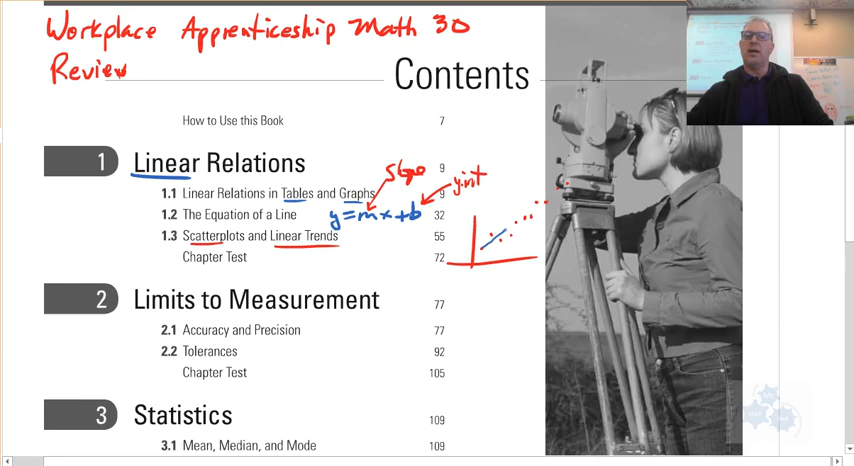 Workplace Apprenticeship Math 30
Review
Contents
How to Use this Book 7
1 Linear Relations 9
1.1 Linear Relations in Tables and Graphs 9
slope
y-int
1.2 The Equation of a Line 32
y=mx+b
1.3 Scatterplots and Linear Trends 55
Chapter Test 72
2 Limits to Measurement 77
2.1 Accuracy and Precision 77
2.2 Tolerances 92
Chapter Test 105
3 Statistics 109
3.1 Mean, Median, and Mode 109